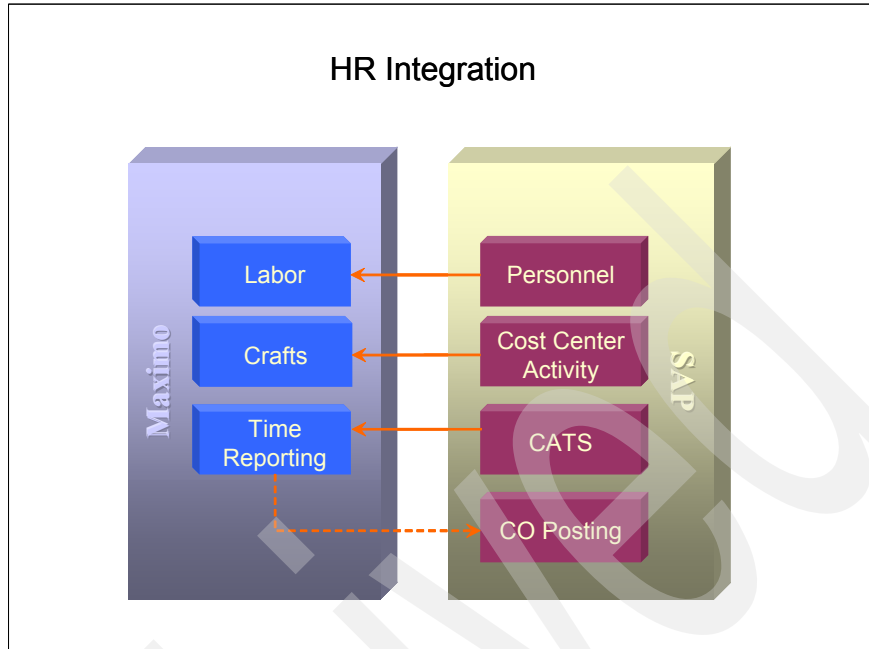 HR Integration
Maximo
Labor
Crafts
Time
Reporting
SAP
Personnel
Cost Center
Activity
CATS
CO Posting